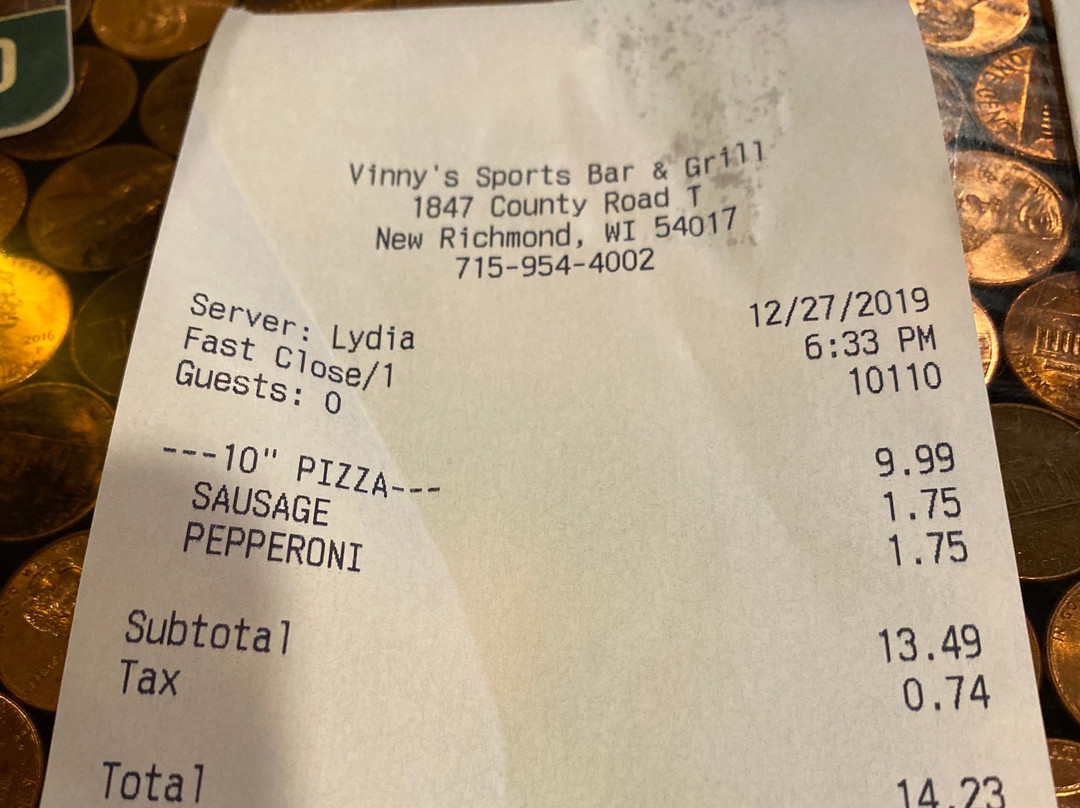 Vinny's Sports Bar & Grill
1847 County Road T
New Richmond, WI 54017
715-954-4002
Server: Lydia 12/27/2019
Fast Close/1 6:33 PM
Guests: 0 10110
---10" PIZZA--- 9.99
SAUSAGE 1.75
PEPPERONI 1.75
Subtotal 13.49
Tax 0.74
Total 14.23
2016